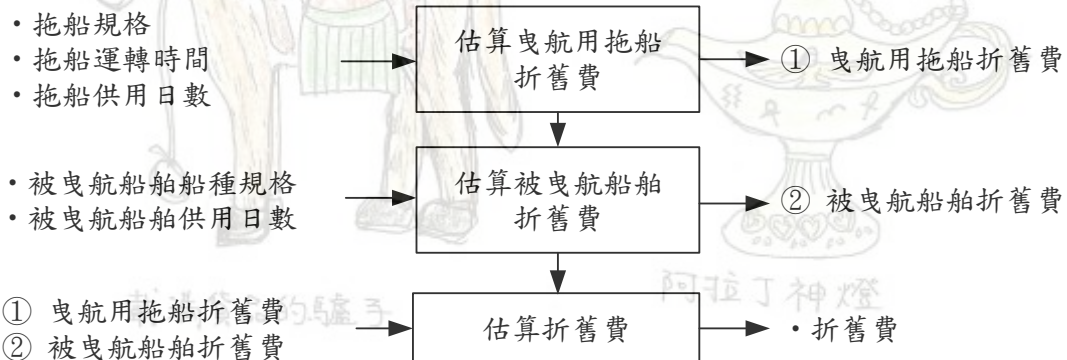 • 拖船規格
• 拖船運轉時間
• 拖船供用日數
估算曳航用拖船
折舊費
① 曳航用拖船折舊費
• 被曳航船舶船種規格
• 被曳航船舶供用日數
估算被曳航船舶
折舊費
② 被曳航船舶折舊費
① 曳航用拖船折舊費
② 被曳航船舶折舊費
估算折舊費
• 折舊費
的驢子
阿拉丁神燈